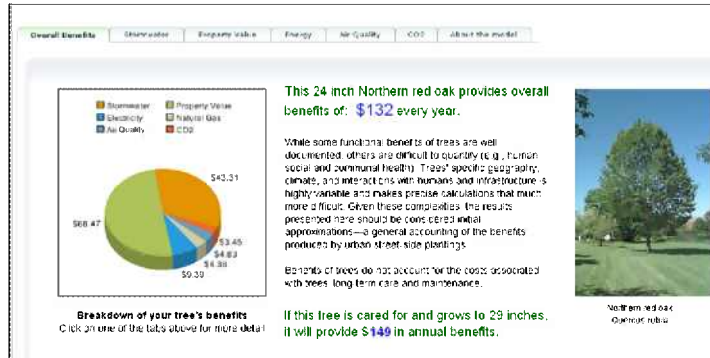 Overall Benefits
Stormwater
Property Value
Energy
Air Quality
CO2
About the model
Stormwater
Property Value
Electricity
Natural Gas
Air Quality
CO2
$43.31
$68.47
$3.45
$4.83
$9.39
Breakdown of your tree's benefits
Click on one of the tabs above for more detail
This 24 inch Northern red oak provides overall
benefits of: $132 every year.
While some functional benefits of trees are well
documented, others are difficult to quantify (e.g., human
social and communal health). Trees' specific geography,
climate, and interactions with humans and infrastructure is
highly variable and makes precise calculations that much
more difficult. Given these complexities, the results
presented here should be considered initial
approximations—a general accounting of the benefits
produced by urban street-side plantings.
Benefits of trees do not account for the costs associated
with trees' long-term care and maintenance.
If this tree is cared for and grows to 29 inches,
it will provide $149 in annual benefits.
Northern red oak
Quercus rubra